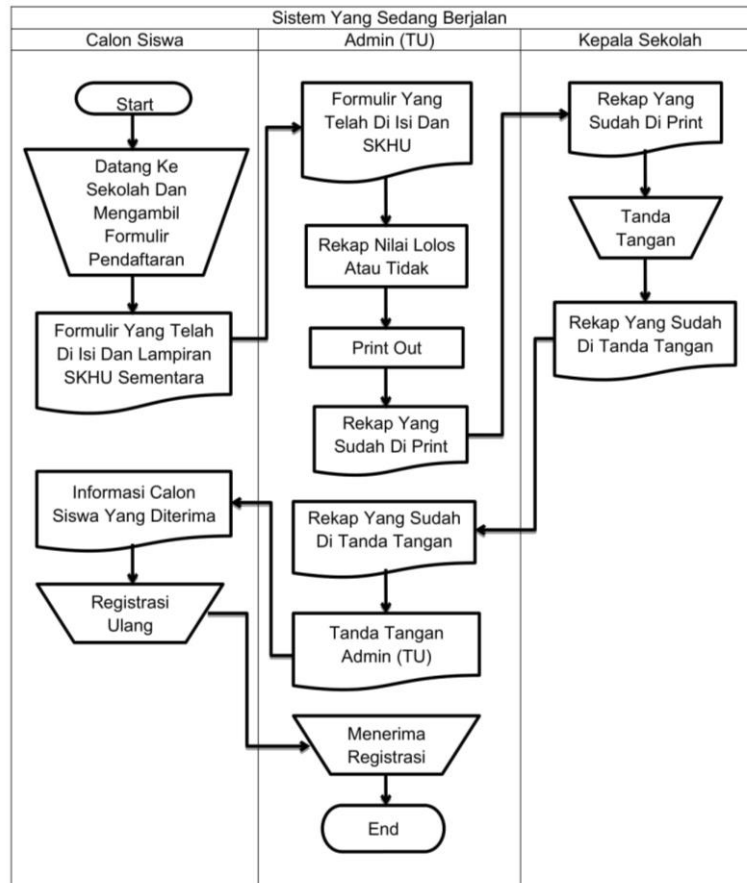 Sistem Yang Sedang Berjalan
Calon Siswa
Admin (TU)
Kepala Sekolah
Start
Datang Ke
Sekolah Dan
Mengambil
Formulir
Pendaftaran
Formulir Yang Telah
Di Isi Dan Lampiran
SKHU Sementara
Formulir Yang
Telah Di Isi Dan
SKHU
Rekap Nilai Lolos
Atau Tidak
Print Out
Rekap Yang
Sudah Di Print
Rekap Yang
Sudah Di Print
Tanda
Tangan
Rekap Yang Sudah
Di Tanda Tangan
Rekap Yang Sudah
Di Tanda Tangan
Tanda Tangan
Admin (TU)
Informasi Calon
Siswa Yang Diterima
Registrasi
Ulang
Menerima
Registrasi
End